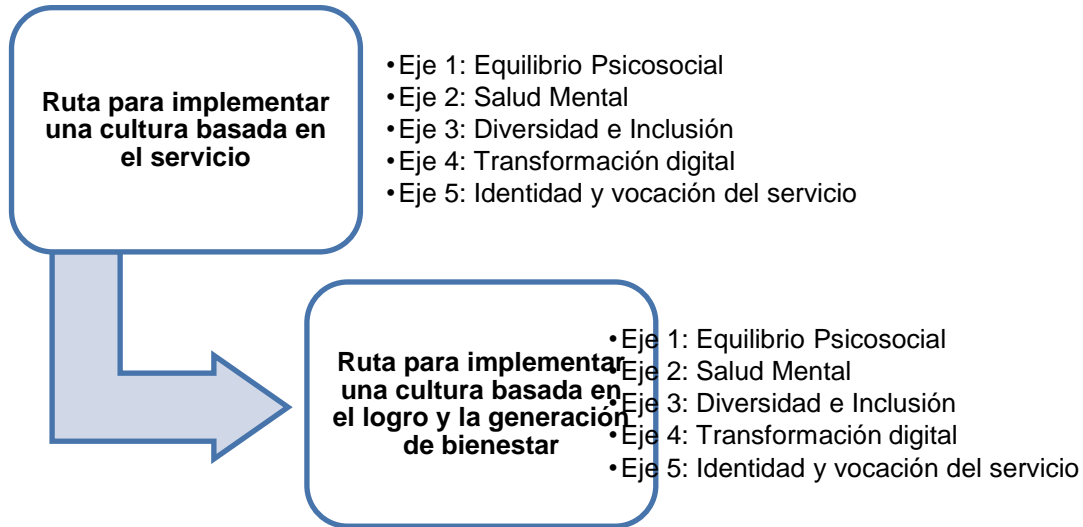 Ruta para implementar
una cultura basada en
el servicio
•Eje 1: Equilibrio Psicosocial
•Eje 2: Salud Mental
•Eje 3: Diversidad e Inclusión
•Eje 4: Transformación digital
•Eje 5: Identidad y vocación del servicio
Ruta para implementar
una cultura basada en
el logro y la generación
de bienestar
•Eje 1: Equilibrio Psicosocial
•Eje 2: Salud Mental
•Eje 3: Diversidad e Inclusión
•Eje 4: Transformación digital
•Eje 5: Identidad y vocación del servicio